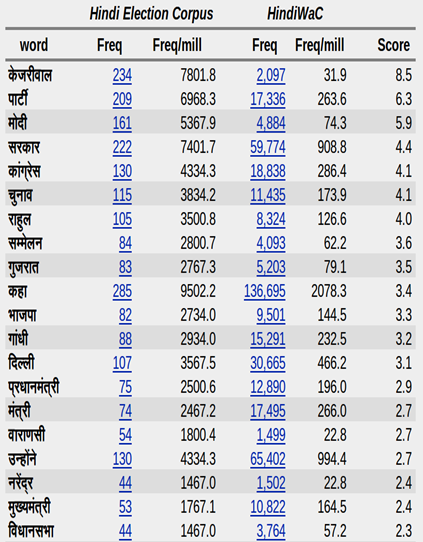 Hindi Election Corpus HindiWaC
word Freq Freq/mill Freq Freq/mill Score
केजरीवाल 234 7801.8 2,097 31.9 8.5
पार्टी 209 6968.3 17,336 263.6 6.3
मोदी 161 5367.9 4,884 74.3 5.9
सरकार 222 7401.7 59,774 908.8 4.4
कांग्रेस 130 4334.3 18,838 286.4 4.1
चुनाव 115 3834.2 11,435 173.9 4.1
राहुल 105 3500.8 8,324 126.6 4.0
सम्मेलन 84 2800.7 4,093 62.2 3.6
गुजरात 83 2767.3 5,203 79.1 3.5
कहा 285 9502.2 136,695 2078.3 3.4
भाजपा 82 2734.0 9,501 144.5 3.3
गांधी 88 2934.0 15,291 232.5 3.2
दिल्ली 107 3567.5 30,665 466.2 3.1
प्रधानमंत्री 75 2500.6 12,890 196.0 2.9
मंत्री 74 2467.2 17,495 266.0 2.7
वाराणसी 54 1800.4 1,499 22.8 2.7
उन्होंने 130 4334.3 65,402 994.4 2.7
नरेंद्र 44 1467.0 1,502 22.8 2.4
मुख्यमंत्री 53 1767.1 10,822 164.5 2.4
विधानसभा 44 1467.0 3,764 57.2 2.3